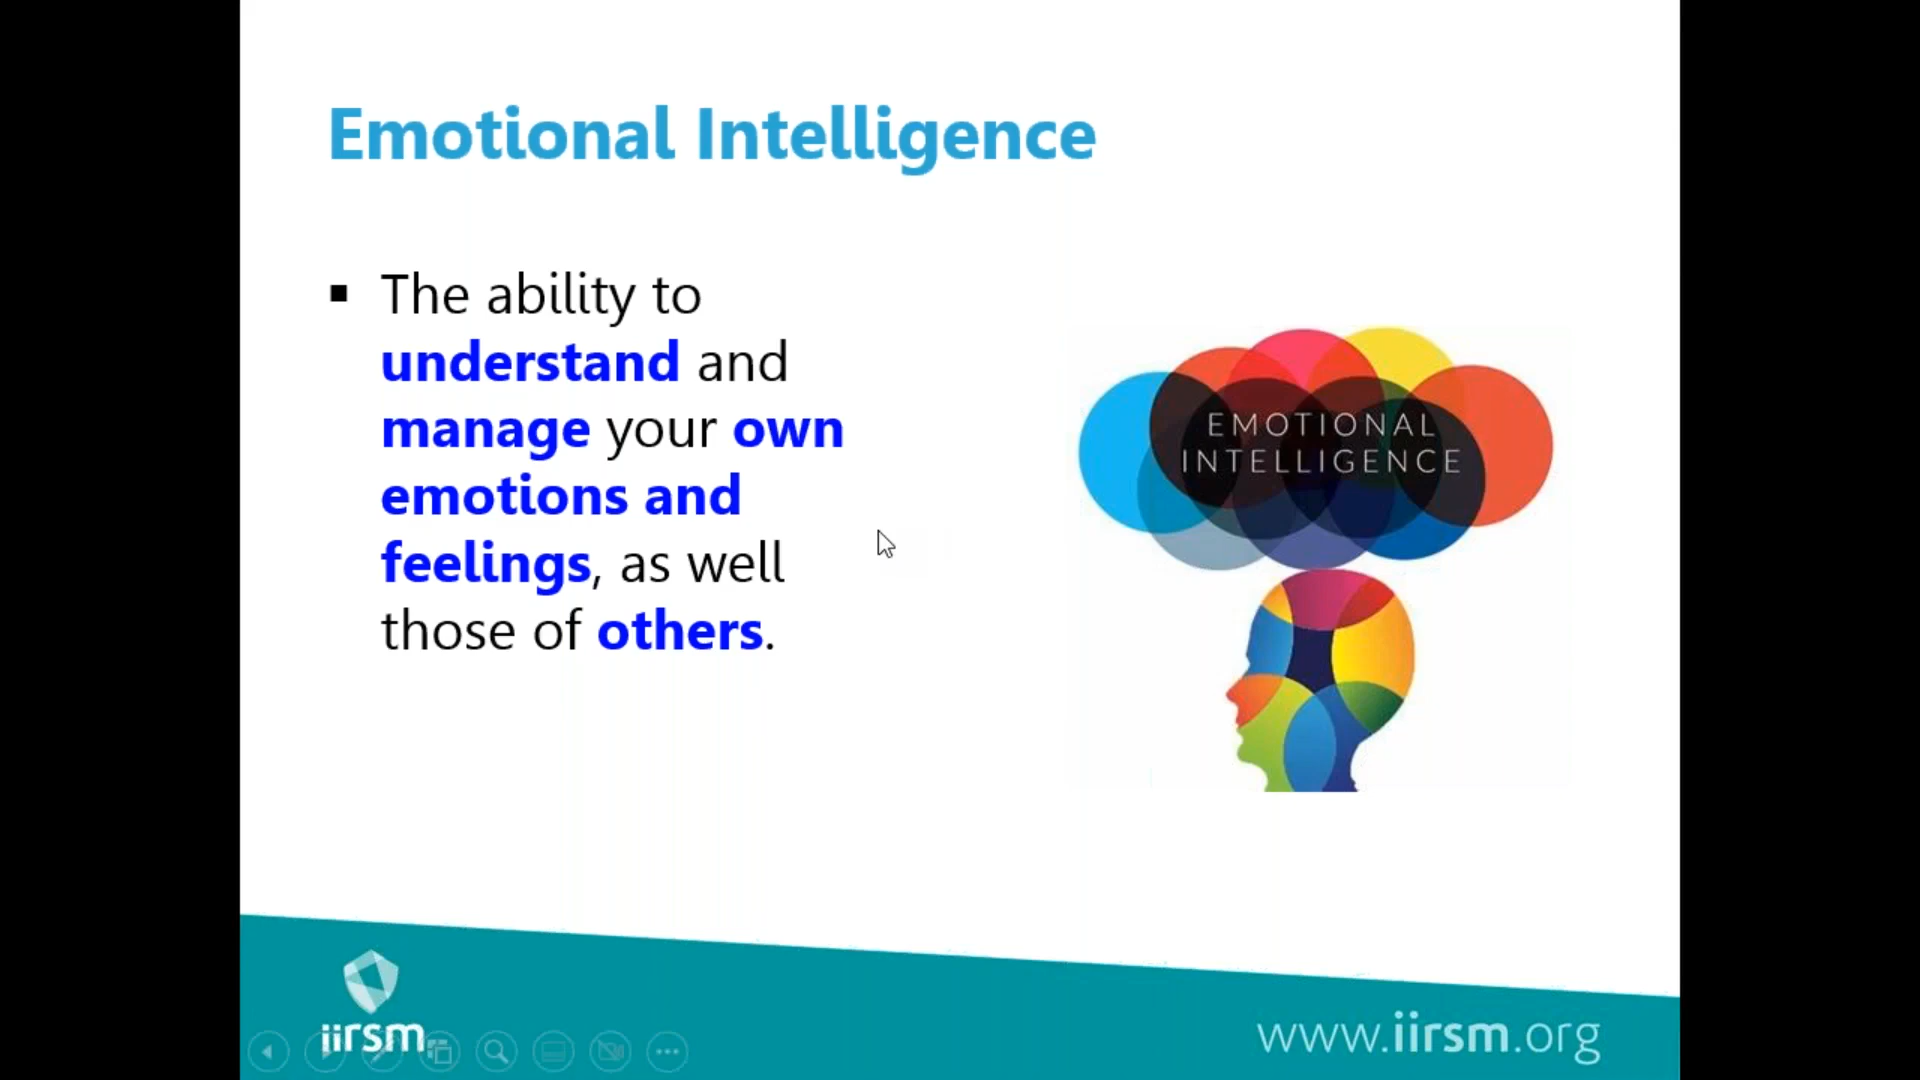 Emotional Intelligence
▪ The ability to
understand and
manage your own
emotions and
feelings, as well
those of others.
EMOTIONAL
INTELLIGENCE
iirsm
www.iirsm.org